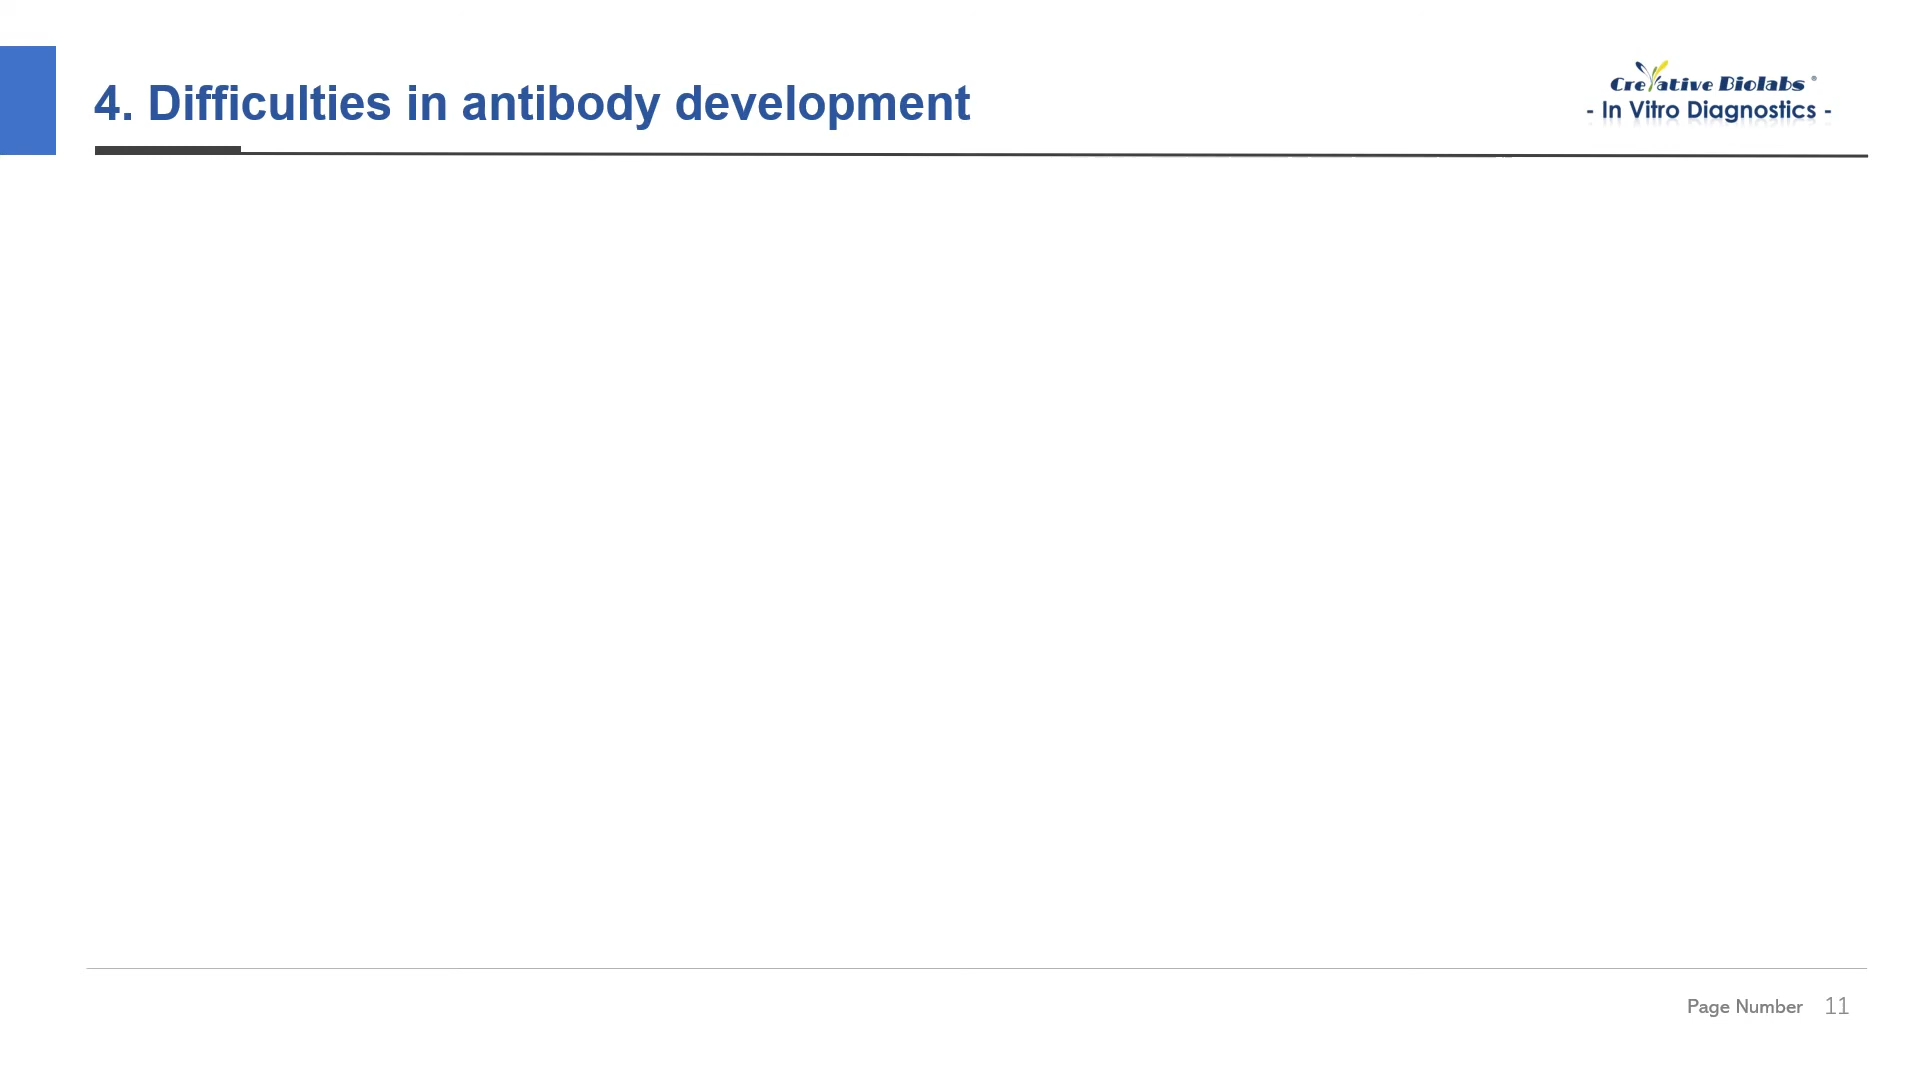 4. Difficulties in antibody development
Creative Biolabs®
- In Vitro Diagnostics -
Page Number 11